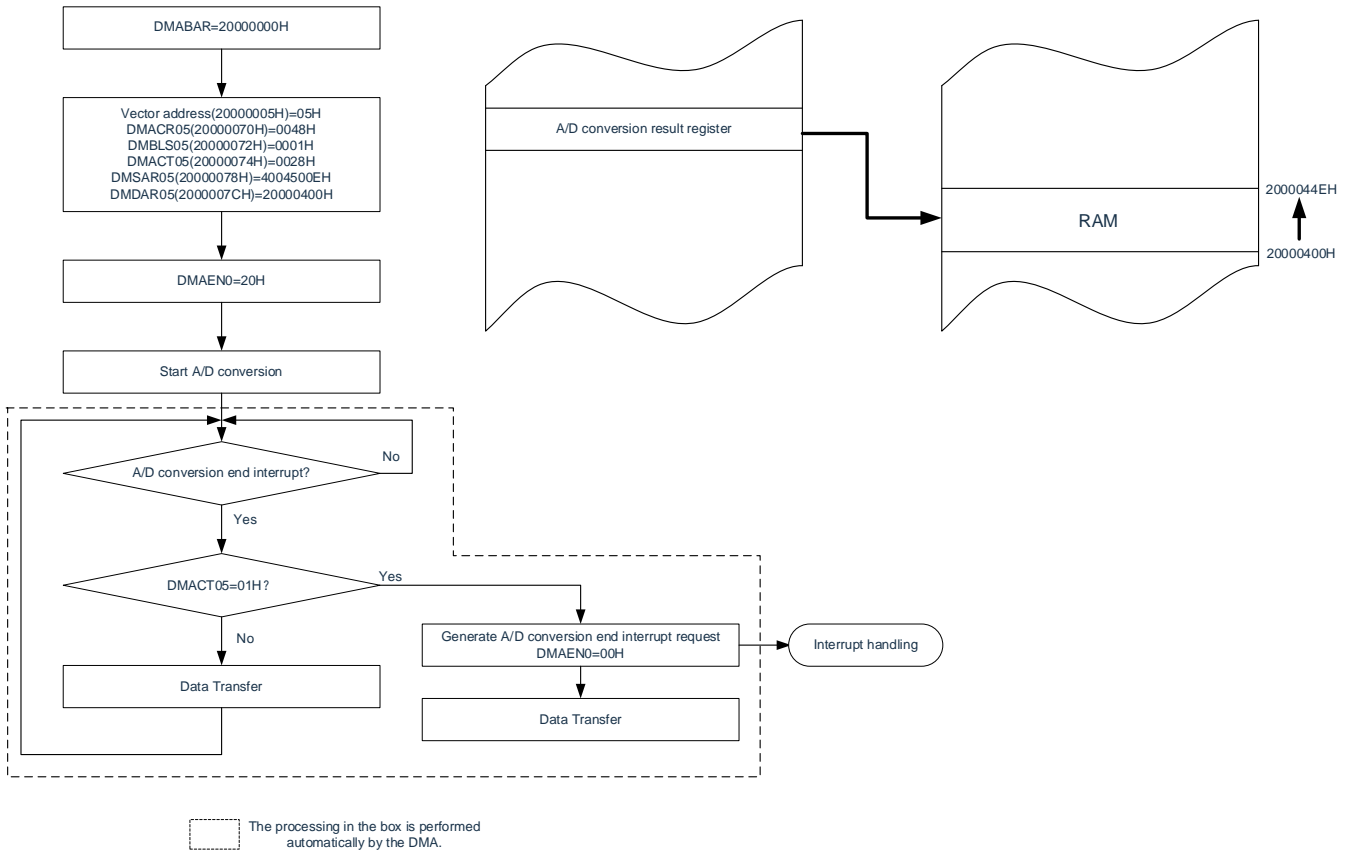 DMABAR=20000000H
Vector address(20000005H)=05H
DMACR05(20000070H)=0048H
DMBLS05(20000072H)=0001H
DMACT05(20000074H)=0028H
DMSAR05(20000078H)=4004500EH
DMDAR05(2000007CH)=20000400H
DMAEN0=20H
Start A/D conversion
A/D conversion end interrupt?
No
Yes
DMACT05=01H?
Yes
No
Data Transfer
Generate A/D conversion end interrupt request
DMAEN0=00H
Data Transfer
Interrupt handling
A/D conversion result register
RAM
2000044EH
20000400H
The processing in the box is performed
automatically by the DMA.